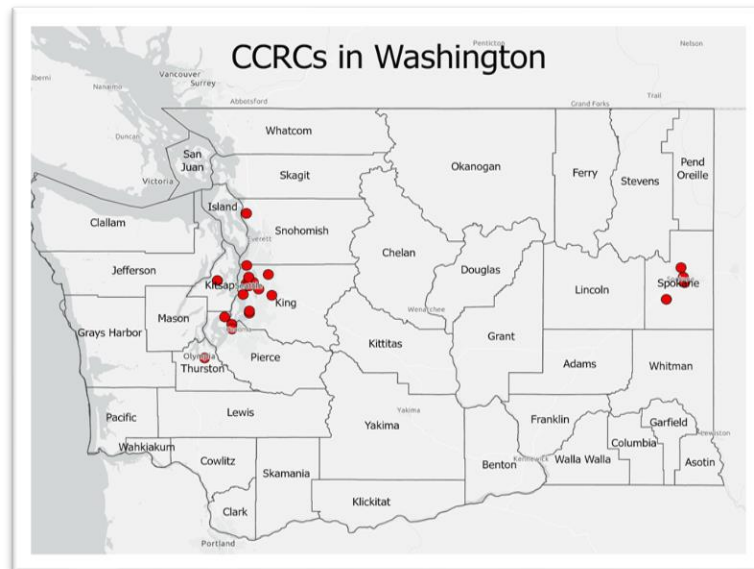 CCRCs in Washington
Penticton
Nelson
Vancouver
Surrey
Nanaimo
Abbotsford
Trail
Grand Forks
Duncan
Whatcom
San
Juan
Okanogan
Ferry
Stevens
Pend
Oreille
Victoria
Skagit
Island
Clallam
Snohomish
Chelan
Douglas
Jefferson
Kitsap
King
Lincoln
Spokane
Mason
Wenatchee
Grays Harbor
Kittitas
Grant
Olympia
Thurston
Pierce
Adams
Whitman
Pacific
Lewis
Yakima
Yakima
Franklin
Garfield
Wahkiakum
Columbia
Cowlitz
Skamania
Benton
Kennewick
Walla Walla
Asotin
Clark
Klickitat
Portland